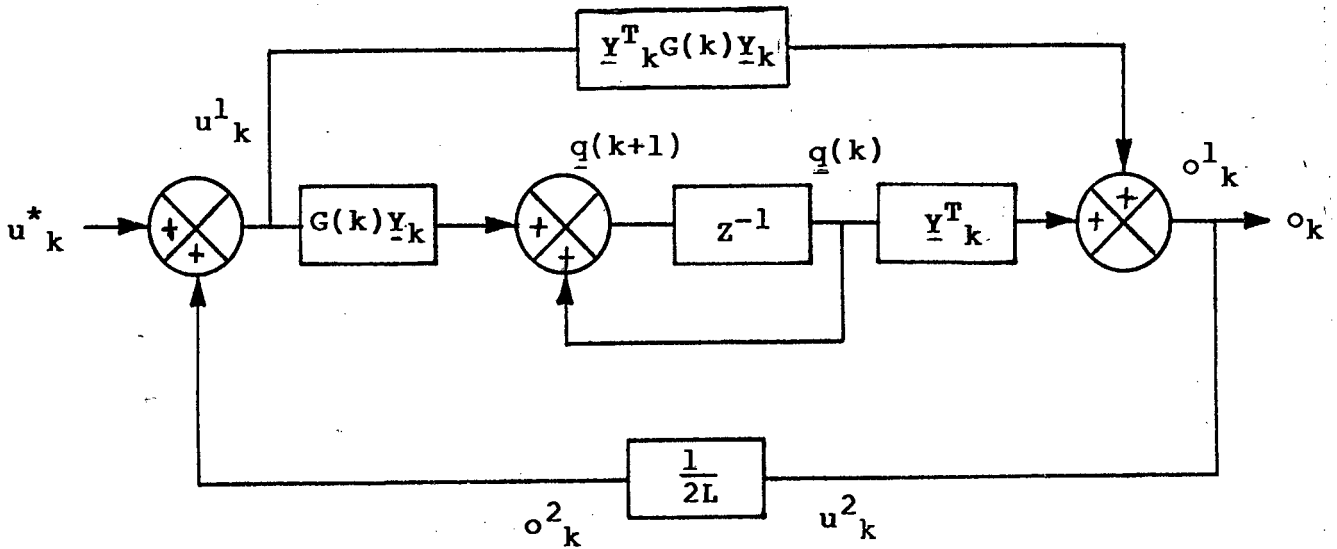 Y^T_k G(k) Y_k
u^1_k
q(k+1)
q(k)
o^1_k
u*_k
+
+
G(k) Y_k
+
+
z^-1
Y^T_k
+
+
o_k
1
2L
o^2_k
u^2_k